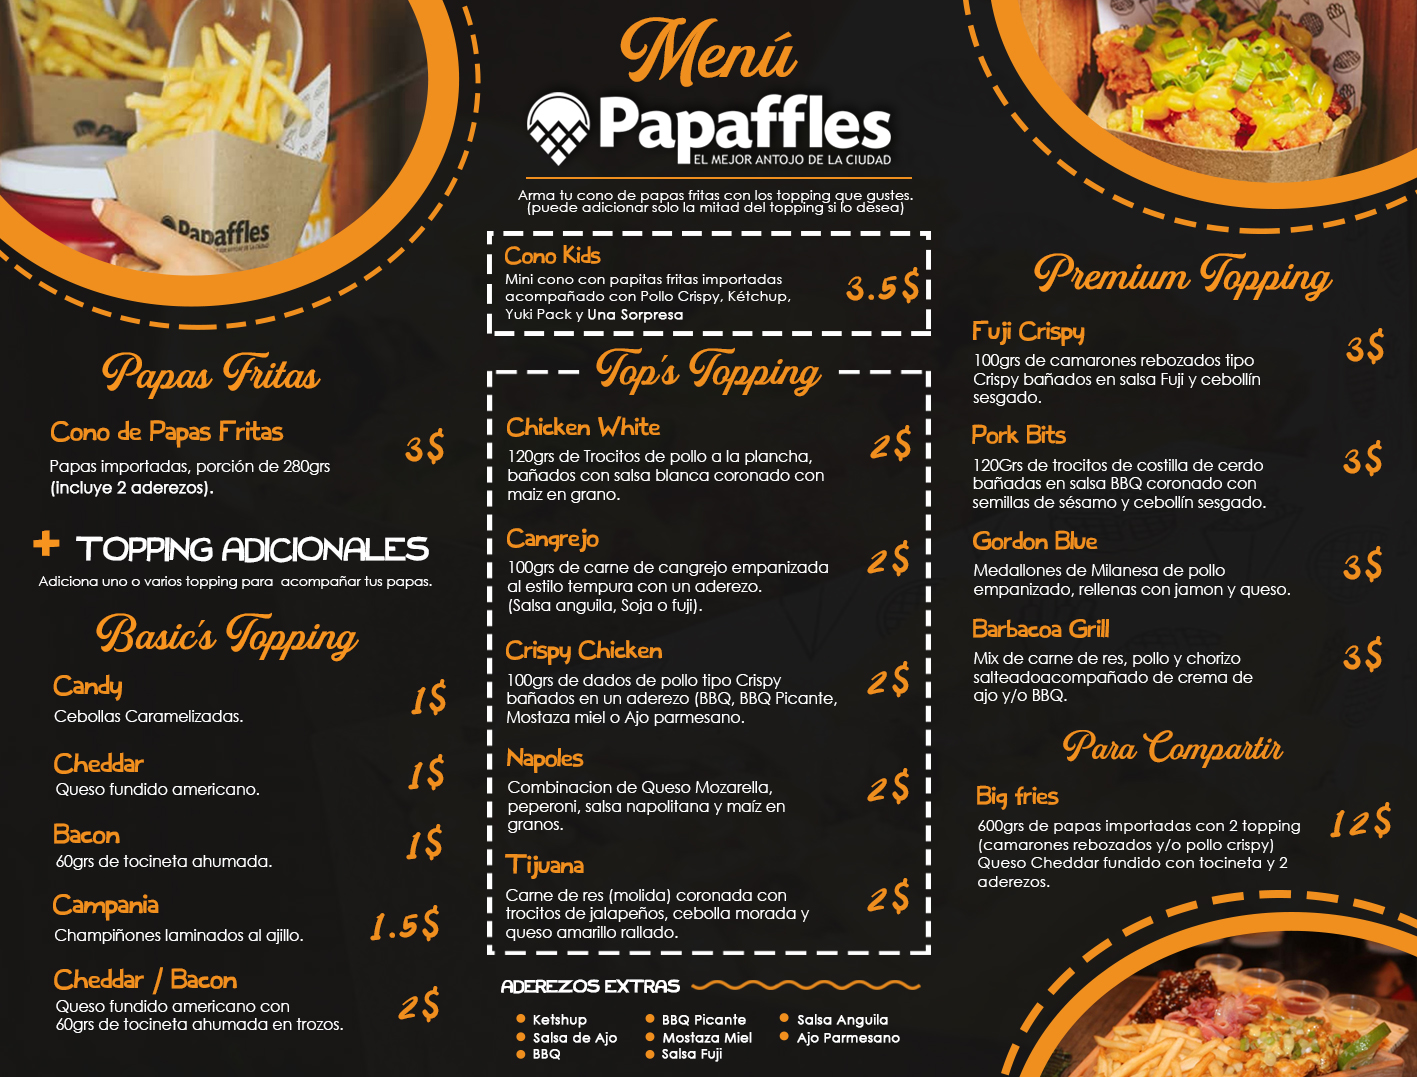 Menú
Papaffles
EL MEJOR ANTOJO DE LA CIUDAD
Arma tu cono de papas fritas con los topping que gustes.
(puede adicionar solo la mitad del topping si lo desea)
Papaffles
Papas Fritas
Cono de Papas Fritas
3$
Papas importadas, porción de 280grs
(incluye 2 aderezos).
+ TOPPING ADICIONALES
Adiciona uno o varios topping para acompañar tus papas.
Basic's Topping
Candy
1$
Cebollas Caramelizadas.
Cheddar
1$
Queso fundido americano.
Bacon
1$
60grs de tocineta ahumada.
Campania
1.5$
Champiñones laminados al ajillo.
Cheddar / Bacon
2$
Queso fundido americano con
60grs de tocineta ahumada en trozos.
Cono Kids
3.5$
Mini cono con papitas fritas importadas
acompañado con Pollo Crispy, Kétchup,
Yuki Pack y Una Sorpresa
Top's Topping
Chicken White
2$
120grs de Trocitos de pollo a la plancha,
bañados con salsa blanca coronado con
maiz en grano.
Cangrejo
2$
100grs de carne de cangrejo empanizada
al estilo tempura con un aderezo.
(Salsa anguila, Soja o fuji).
Crispy Chicken
2$
100grs de dados de pollo tipo Crispy
bañados en un aderezo (BBQ, BBQ Picante,
Mostaza miel o Ajo parmesano.
Napoles
2$
Combinacion de Queso Mozarella,
peperoni, salsa napolitana y maíz en
granos.
Tijuana
2$
Carne de res (molida) coronada con
trocitos de jalapeños, cebolla morada y
queso amarillo rallado.
ADEREZOS EXTRAS
Ketshup
Salsa de Ajo
BBQ
BBQ Picante
Mostaza Miel
Salsa Fuji
Salsa Anguila
Ajo Parmesano
Premium Topping
Fuji Crispy
3$
100grs de camarones rebozados tipo
Crispy bañados en salsa Fuji y cebollín
sesgado.
Pork Bits
3$
120Grs de trocitos de costilla de cerdo
bañadas en salsa BBQ coronado con
semillas de sésamo y cebollín sesgado.
Gordon Blue
3$
Medallones de Milanesa de pollo
empanizado, rellenas con jamon y queso.
Barbacoa Grill
3$
Mix de carne de res, pollo y chorizo
salteadoacompañado de crema de
ajo y/o BBQ.
Para Compartir
Big fries
12$
600grs de papas importadas con 2 topping
(camarones rebozados y/o pollo crispy)
Queso Cheddar fundido con tocineta y 2
aderezos.